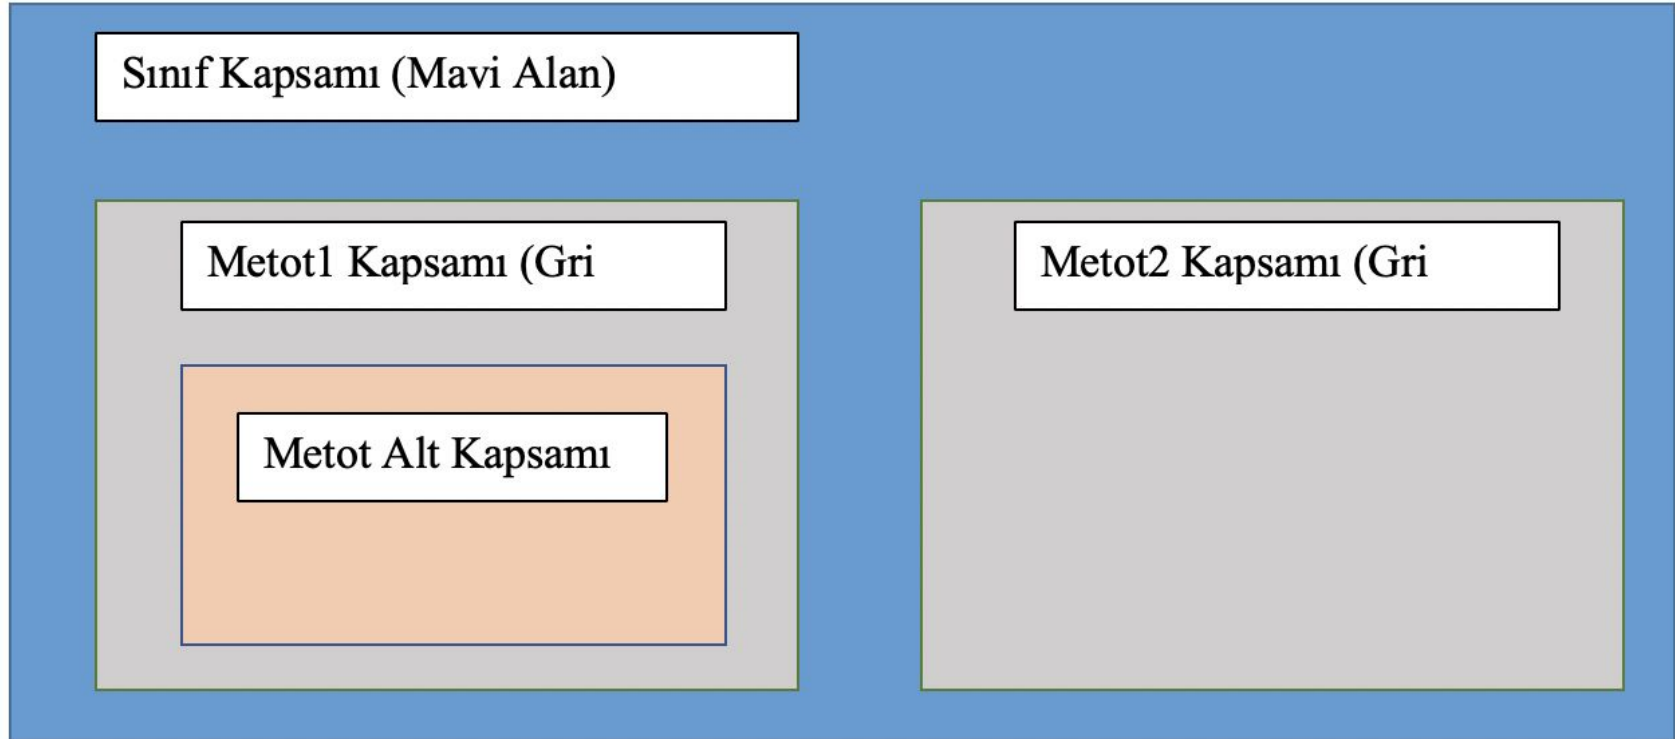 Sınıf Kapsamı (Mavi Alan)
Metot1 Kapsamı (Gri
Metot2 Kapsamı (Gri
Metot Alt Kapsamı